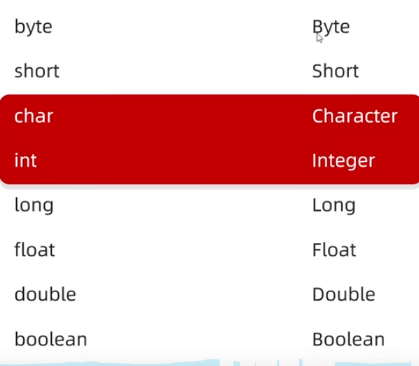 byte Byte
short Short
char Character
int Integer
long Long
float Float
double Double
boolean Boolean